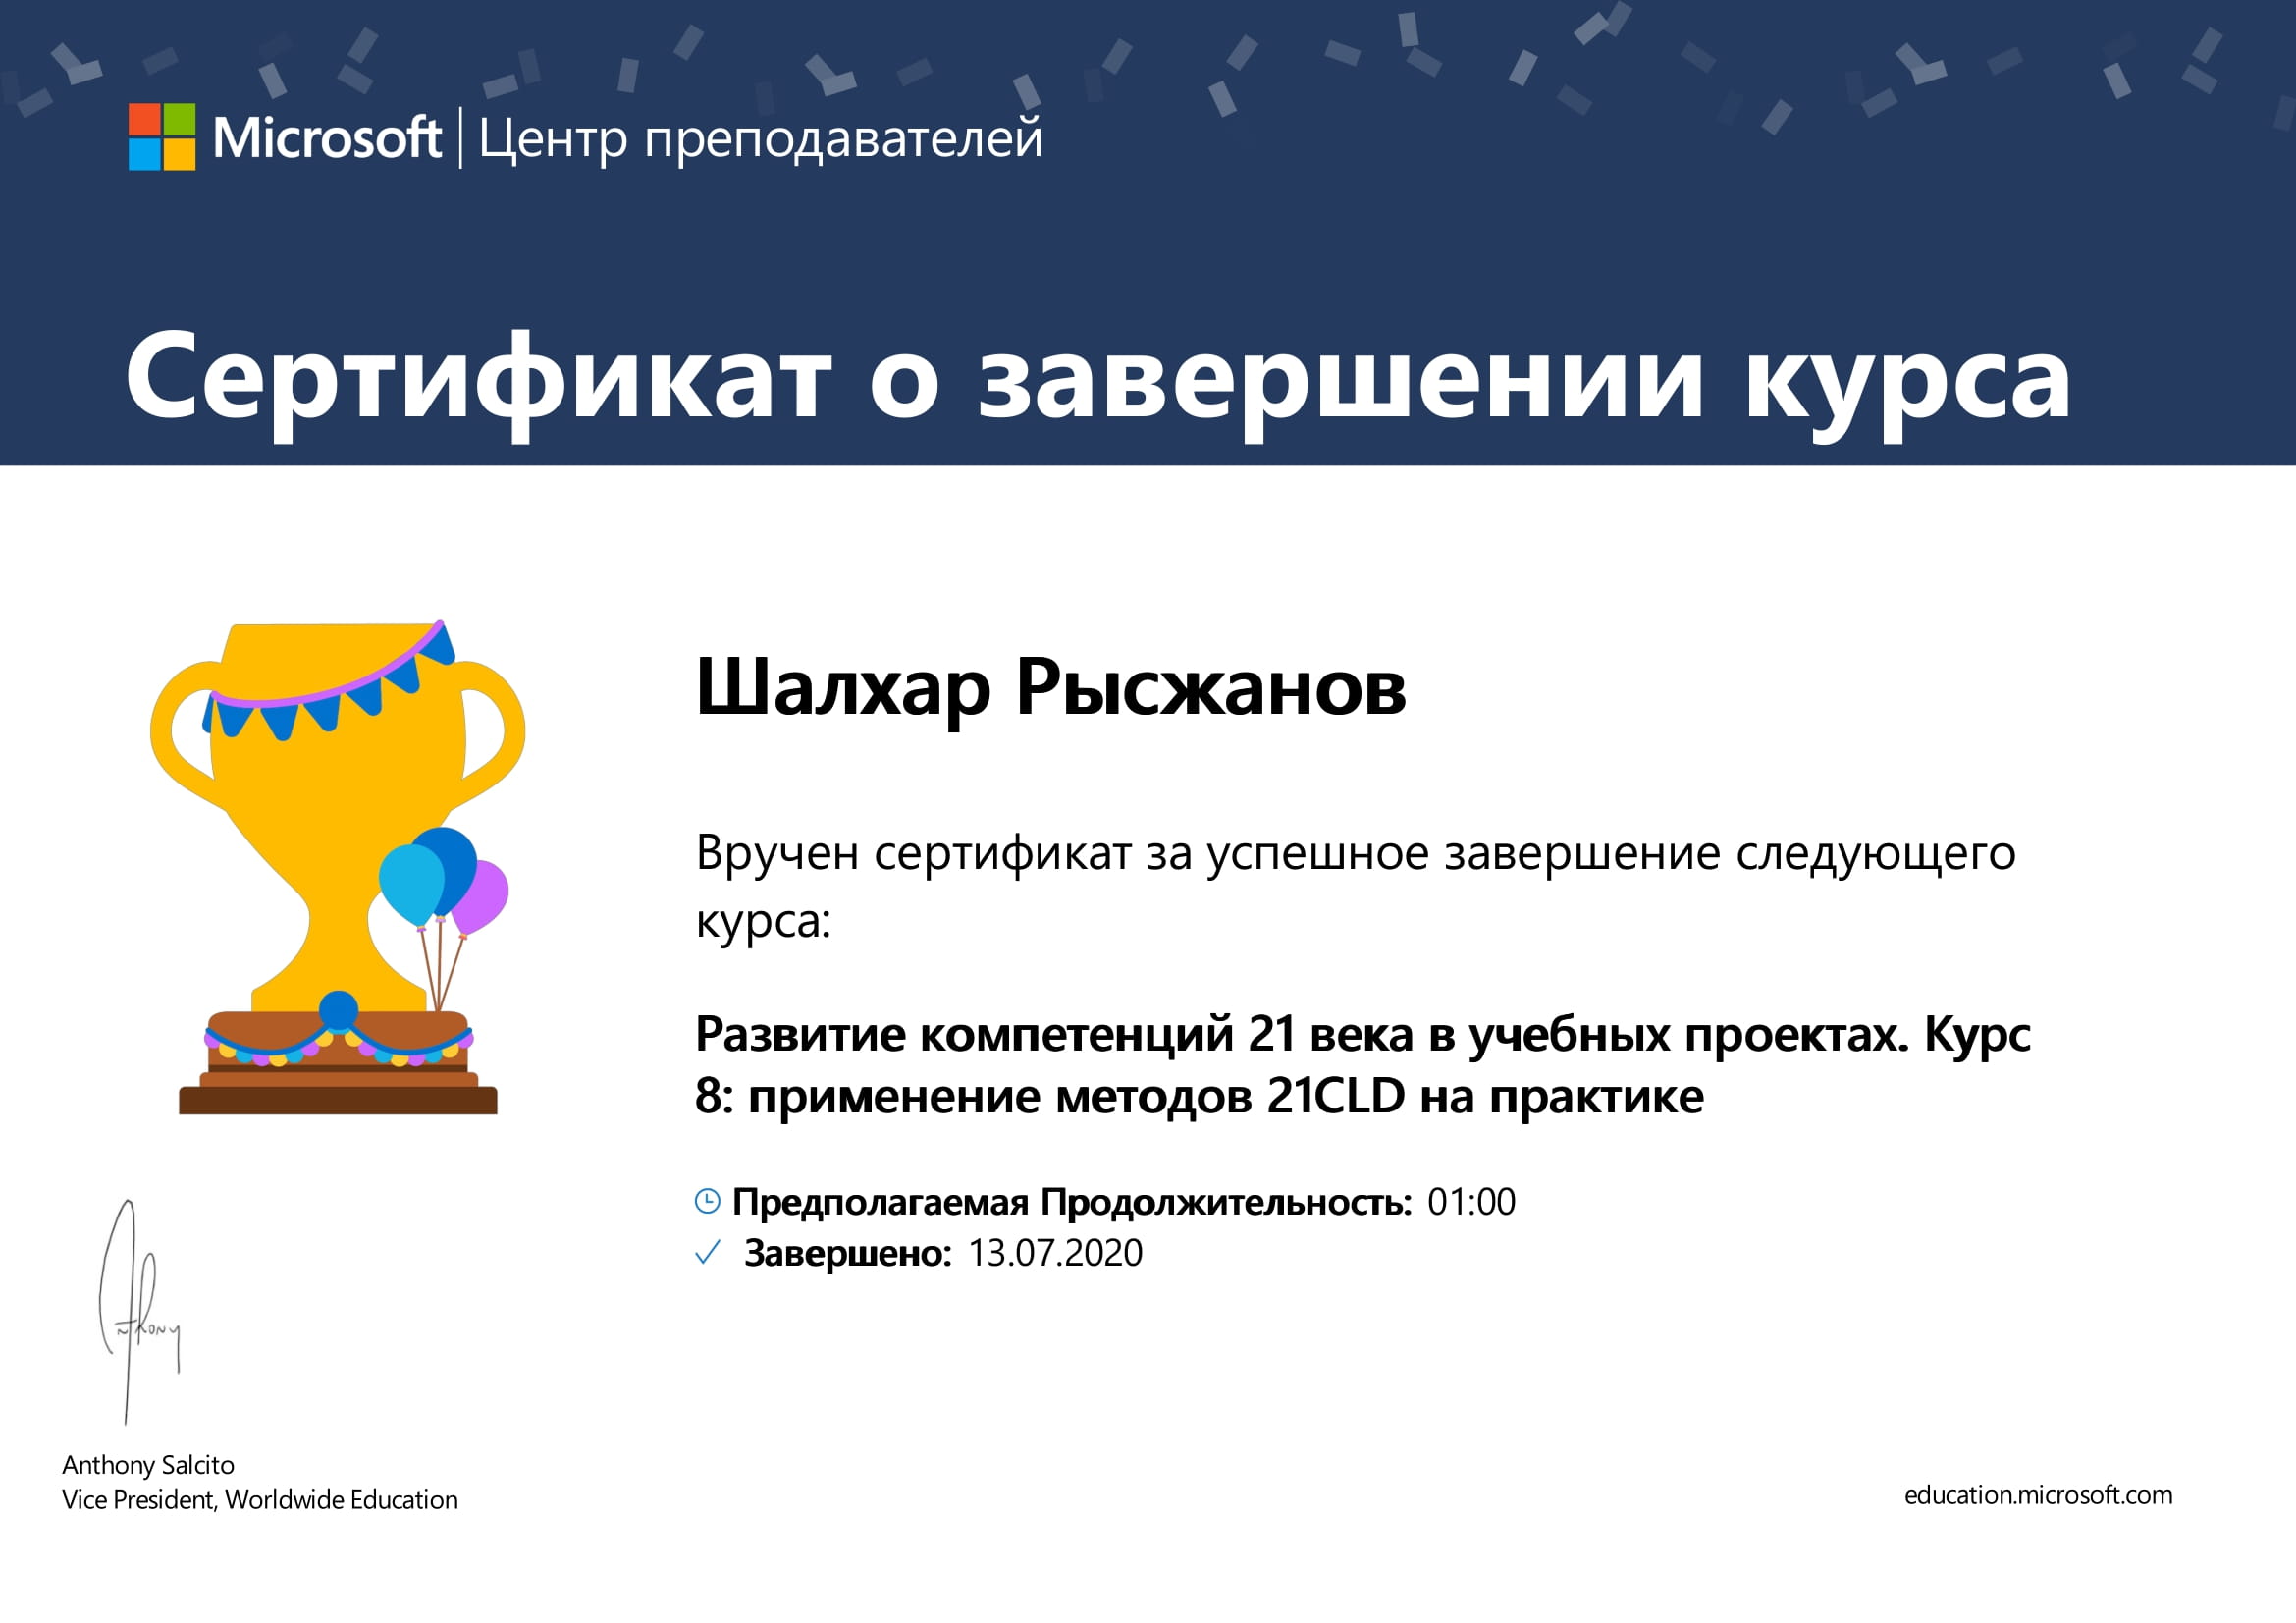 Microsoft | Центр преподавателей
Сертификат о завершении курса
Шалхар Рысжанов
Вручен сертификат за успешное завершение следующего
курса:
Развитие компетенций 21 века в учебных проектах. Курс
8: применение методов 21CLD на практике
Предполагаемая Продолжительность: 01:00
Завершено: 13.07.2020
Anthony
Anthony Salcito
Vice President, Worldwide Education
education.microsoft.com